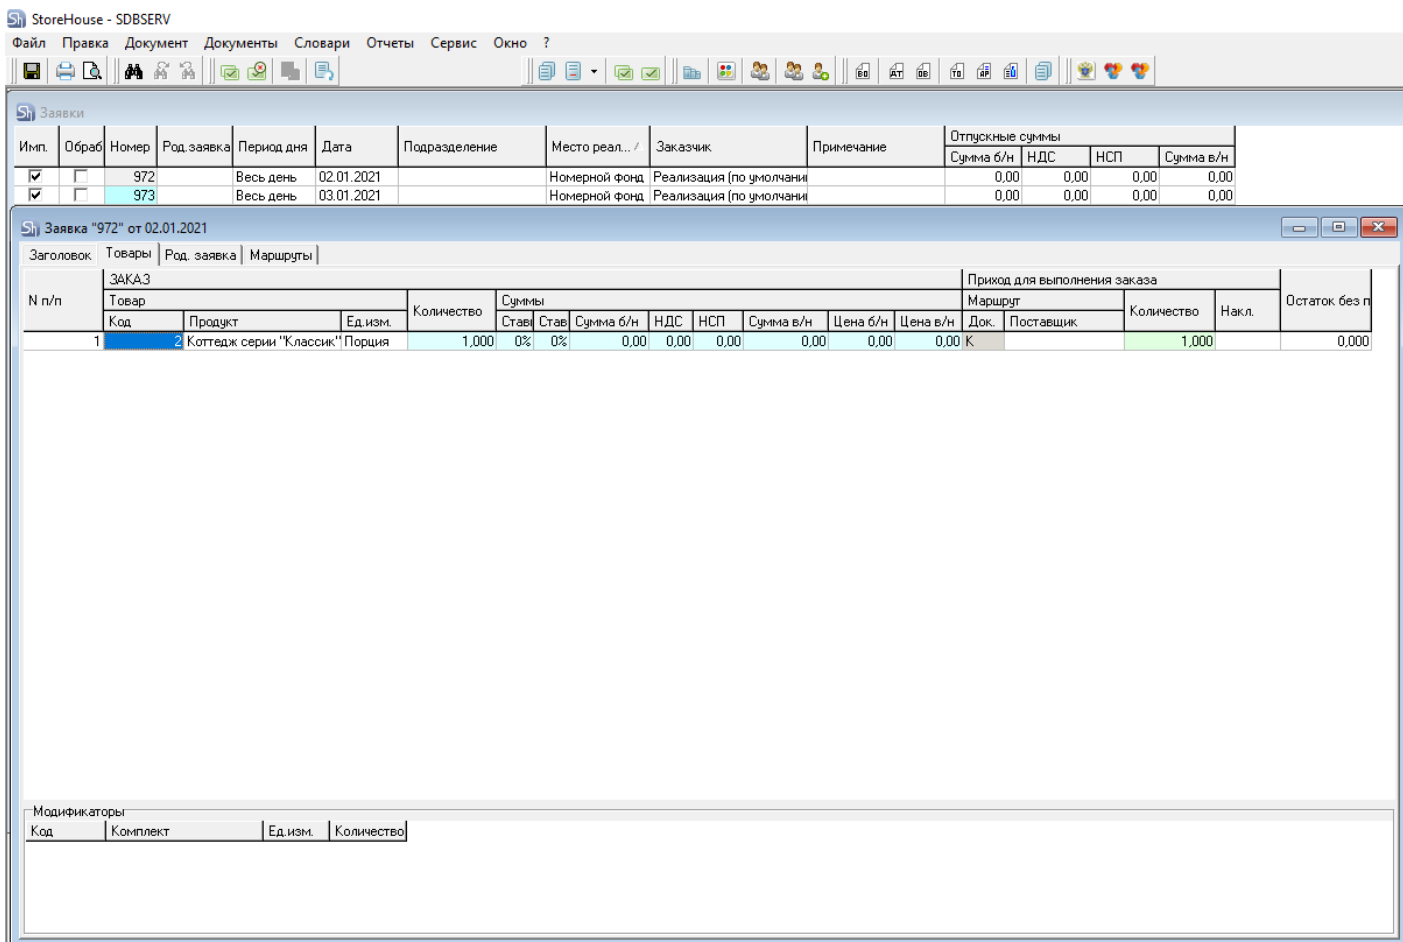 Sh StoreHouse - SDBSERV
Файл Правка Документ Документы Словари Отчеты Сервис Окно ?
Sh Заявки
Имп. Обраб Номер Род.заявка Период дня Дата Подразделение Место реал... Заказчик Примечание Отпускные суммы
Сумма б/н НДС НСП Сумма в/н
972 Весь день 02.01.2021 Номерной фонд Реализация (по умолчани 0,00 0,00 0,00 0,00
973 Весь день 03.01.2021 Номерной фонд Реализация (по умолчани 0,00 0,00 0,00 0,00
Sh Заявка "972" от 02.01.2021
Заголовок Товары Род. заявка Маршруты
N п/п ЗАКАЗ Приход для выполнения заказа Остаток без п
Товар Количество Суммы Маршрут Количество Накл.
Код Продукт Ед.изм. Став Став Сумма б/н НДС НСП Сумма в/н Цена б/н Цена в/н Док. Поставщик
1 2 Коттедж серии "Классик" Порция 1,000 0% 0% 0,00 0,00 0,00 0,00 0,00 0,00 К 1,000 0,000
Модификаторы
Код Комплект Ед.изм. Количество